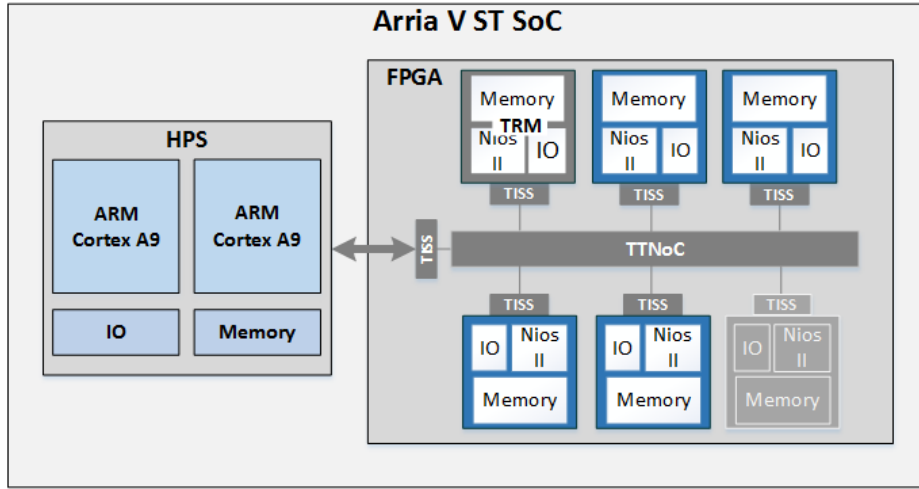 Arria V ST SoC
HPS
ARM
Cortex A9
ARM
Cortex A9
IO
Memory
FPGA
Memory
TRM
Nios
II
IO
TISS
Memory
Nios
II
IO
TISS
Memory
Nios
II
IO
TISS
TISS
TTNoC
TISS
IO
Nios
II
Memory
TISS
IO
Nios
II
Memory
TISS
IO
Nios
II
Memory